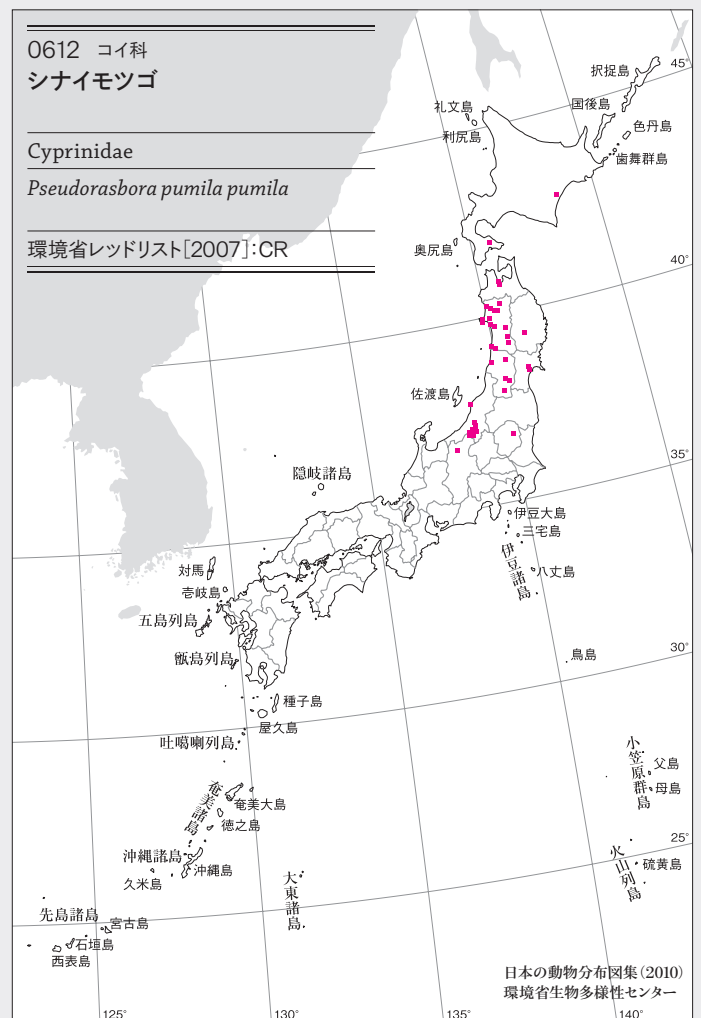 0612 コイ科
シナイモツゴ
Cyprinidae
Pseudorasbora pumila pumila
環境省レッドリスト[2007]:CR
45°
択捉島
国後島
礼文島
利尻島
色丹島
歯舞群島
奥尻島
40°
佐渡島
35°
隠岐諸島
伊豆大島
三宅島
伊豆諸島
八丈島
対馬
壱岐島
五島列島
甑島列島
鳥島
30°
種子島
屋久島
吐噶喇列島
小笠原群島
父島
母島
奄美諸島
奄美大島
徳之島
25°
沖縄諸島
沖縄島
久米島
火山列島
硫黄島
大東諸島
先島諸島
宮古島
石垣島
西表島
日本の動物分布図集(2010)
環境省生物多様性センター
125°
130°
135°
140°